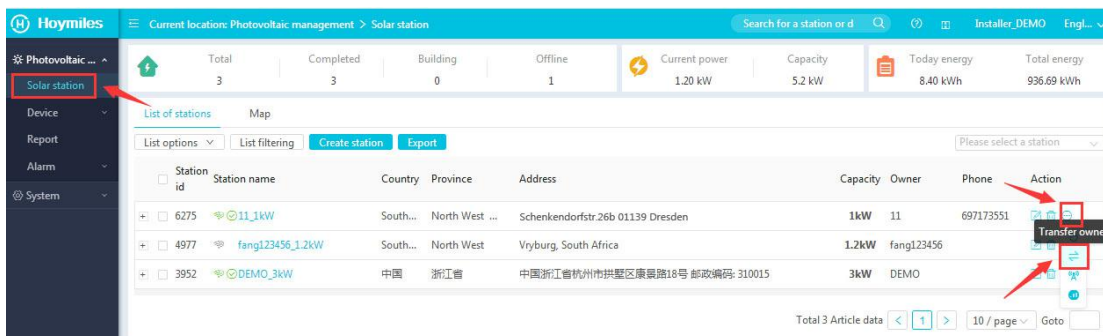 Hoymiles
Current location: Photovoltaic management > Solar station
Search for a station or d
Installer_DEMO
Engl...
Photovoltaic ...
Solar station
Device
Report
Alarm
System
Total
3
Completed
3
Building
0
Offline
1
Current power
1.20 kW
Capacity
5.2 kW
Today energy
8.40 kWh
Total energy
936.69 kWh
List of stations
Map
List options
List filtering
Create station
Export
Please select a station
Station id Station name Country Province Address Capacity Owner Phone Action
+ 6275 11_1kW South... North West ... Schenkendorfstr.26b 01139 Dresden 1kW 11 697173551
Transfer owne
+ 4977 fang123456_1.2kW South... North West Vryburg, South Africa 1.2kW fang123456
+ 3952 DEMO_3kW 中国 浙江省 中国浙江省杭州市拱墅区康景路18号 邮政编码: 310015 3kW DEMO
Total 3 Article data < 1 > 10 / page Goto